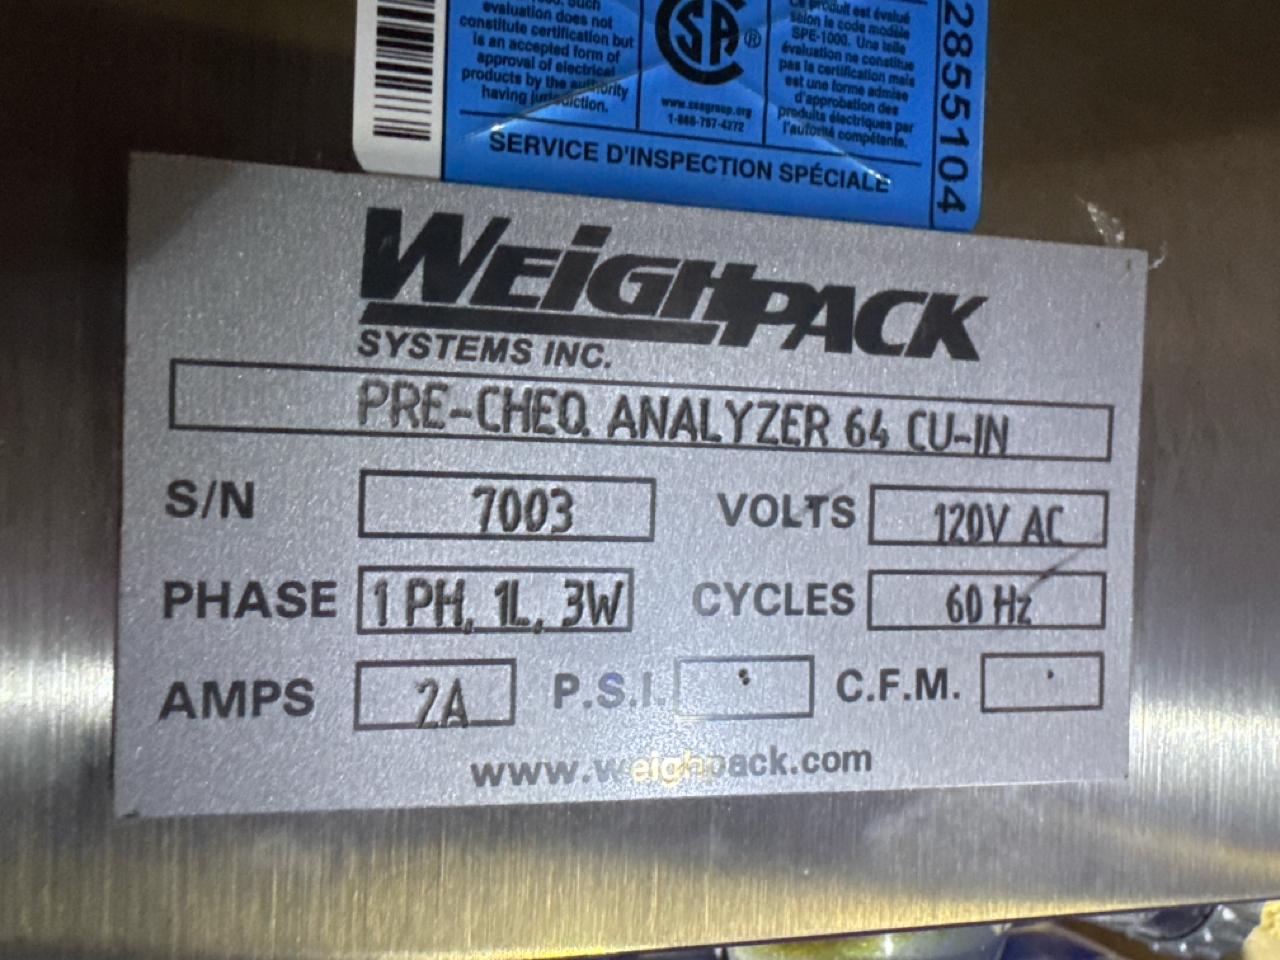 evaluation does not
constitute certification but
is an accepted form of
approval of electrical
products by the authority
having jurisdiction.
SA®
www.csagroup.org
1-866-797-4272
Ce produit est évalué
selon le code modèle
SPE-1000. Une telle
évaluation ne constitue
pas la certification mais
est une forme admise
d'approbation des
produits électriques par
l'autorité compétente.
2855104
SERVICE D'INSPECTION SPÉCIALE
WEIGHPACK
SYSTEMS INC.
PRE-CHEQ ANALYZER 64 CU-IN
S/N 7003 VOLTS 120V AC
PHASE 1 PH, 1L, 3W CYCLES 60 Hz
AMPS 2A P.S.I. C.F.M.
www.weighpack.com